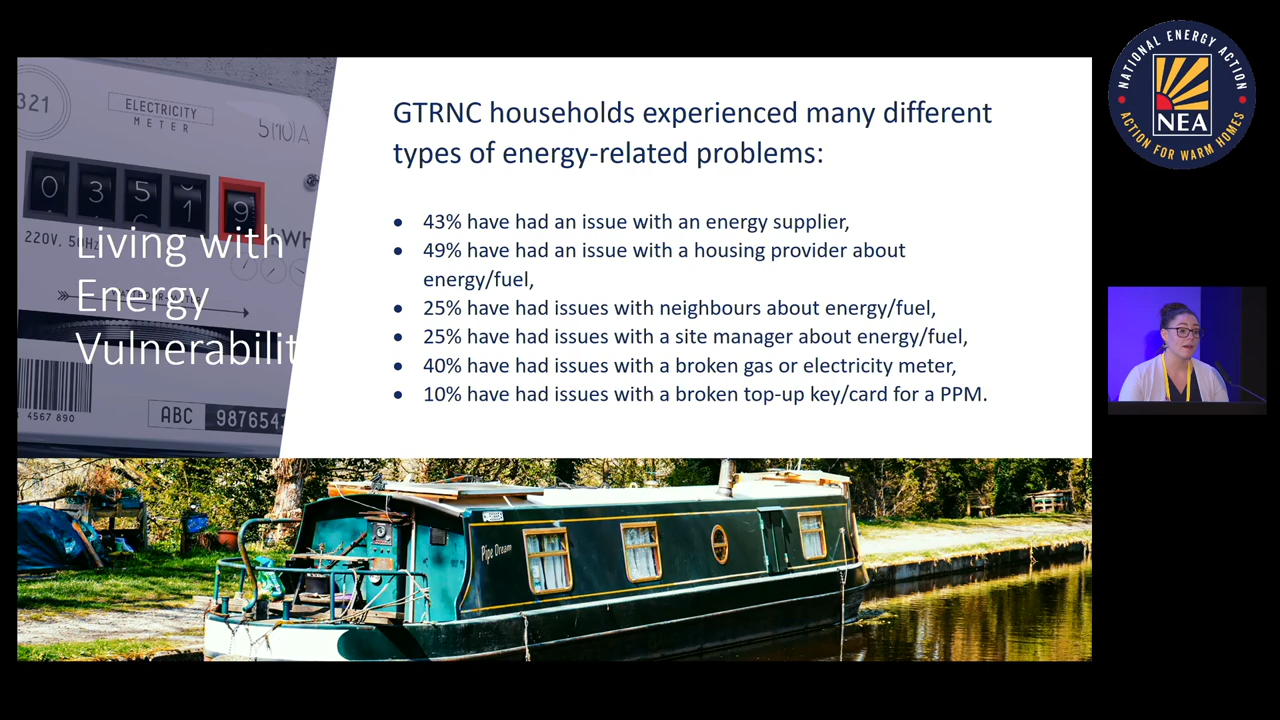 GTRNC households experienced many different
types of energy-related problems:
• 43% have had an issue with an energy supplier,
• 49% have had an issue with a housing provider about
energy/fuel,
• 25% have had issues with neighbours about energy/fuel,
• 25% have had issues with a site manager about energy/fuel,
• 40% have had issues with a broken gas or electricity meter,
• 10% have had issues with a broken top-up key/card for a PPM.
Living with
Energy
Vulnerabilit
321
ELECTRICITY
METER
5(10)A
0 3 5 1 9
kWh
220V, 50Hz
4567 890
ABC 987654
Pipe Dream
NATIONAL ENERGY ACTION
NEA
ACTION FOR WARM HOMES